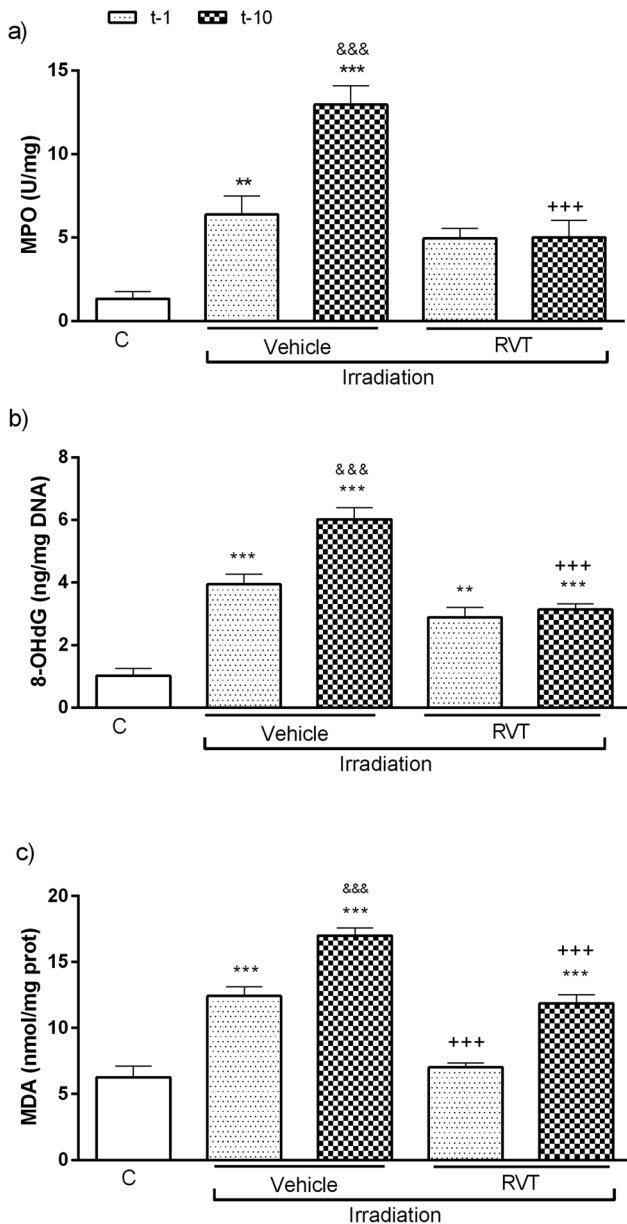 t-1 t-10
a)
&&&
***
**
+++
15
10
5
0
MPO (U/mg)
C
Vehicle RVT
Irradiation
b)
&&&
***
***
**
+++
***
8
6
4
2
0
8-OHdG (ng/mg DNA)
C
Vehicle RVT
Irradiation
c)
&&&
***
***
+++
+++
***
20
15
10
5
0
MDA (nmol/mg prot)
C
Vehicle RVT
Irradiation